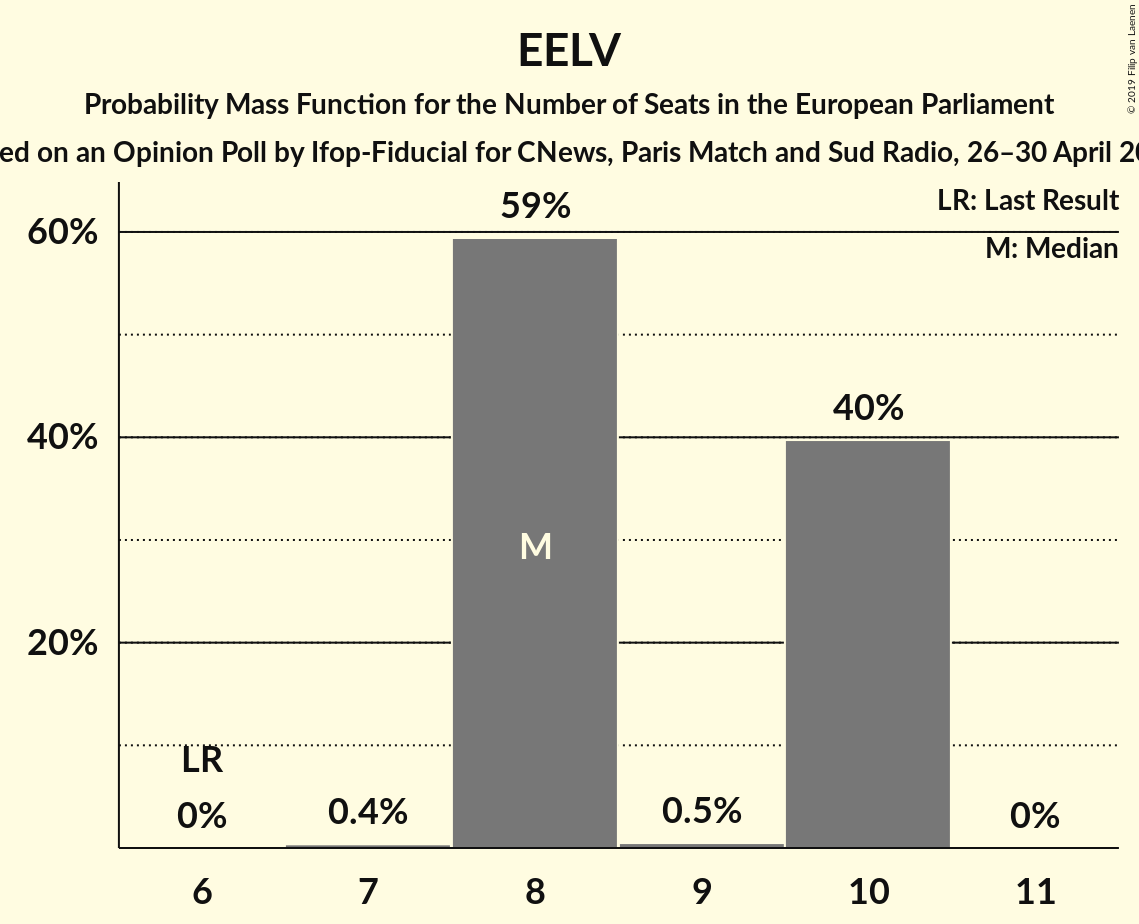 EELV
Probability Mass Function for the Number of Seats in the European Parliament
on an Opinion Poll by Ifop-Fiducial for CNews, Paris Match and Sud Radio, 26–30 April
© 2019 Filip van Laenen
LR: Last Result
M: Median
60%
40%
20%
59%
40%
M
LR
0%
0.4%
0.5%
0%
6
7
8
9
10
11